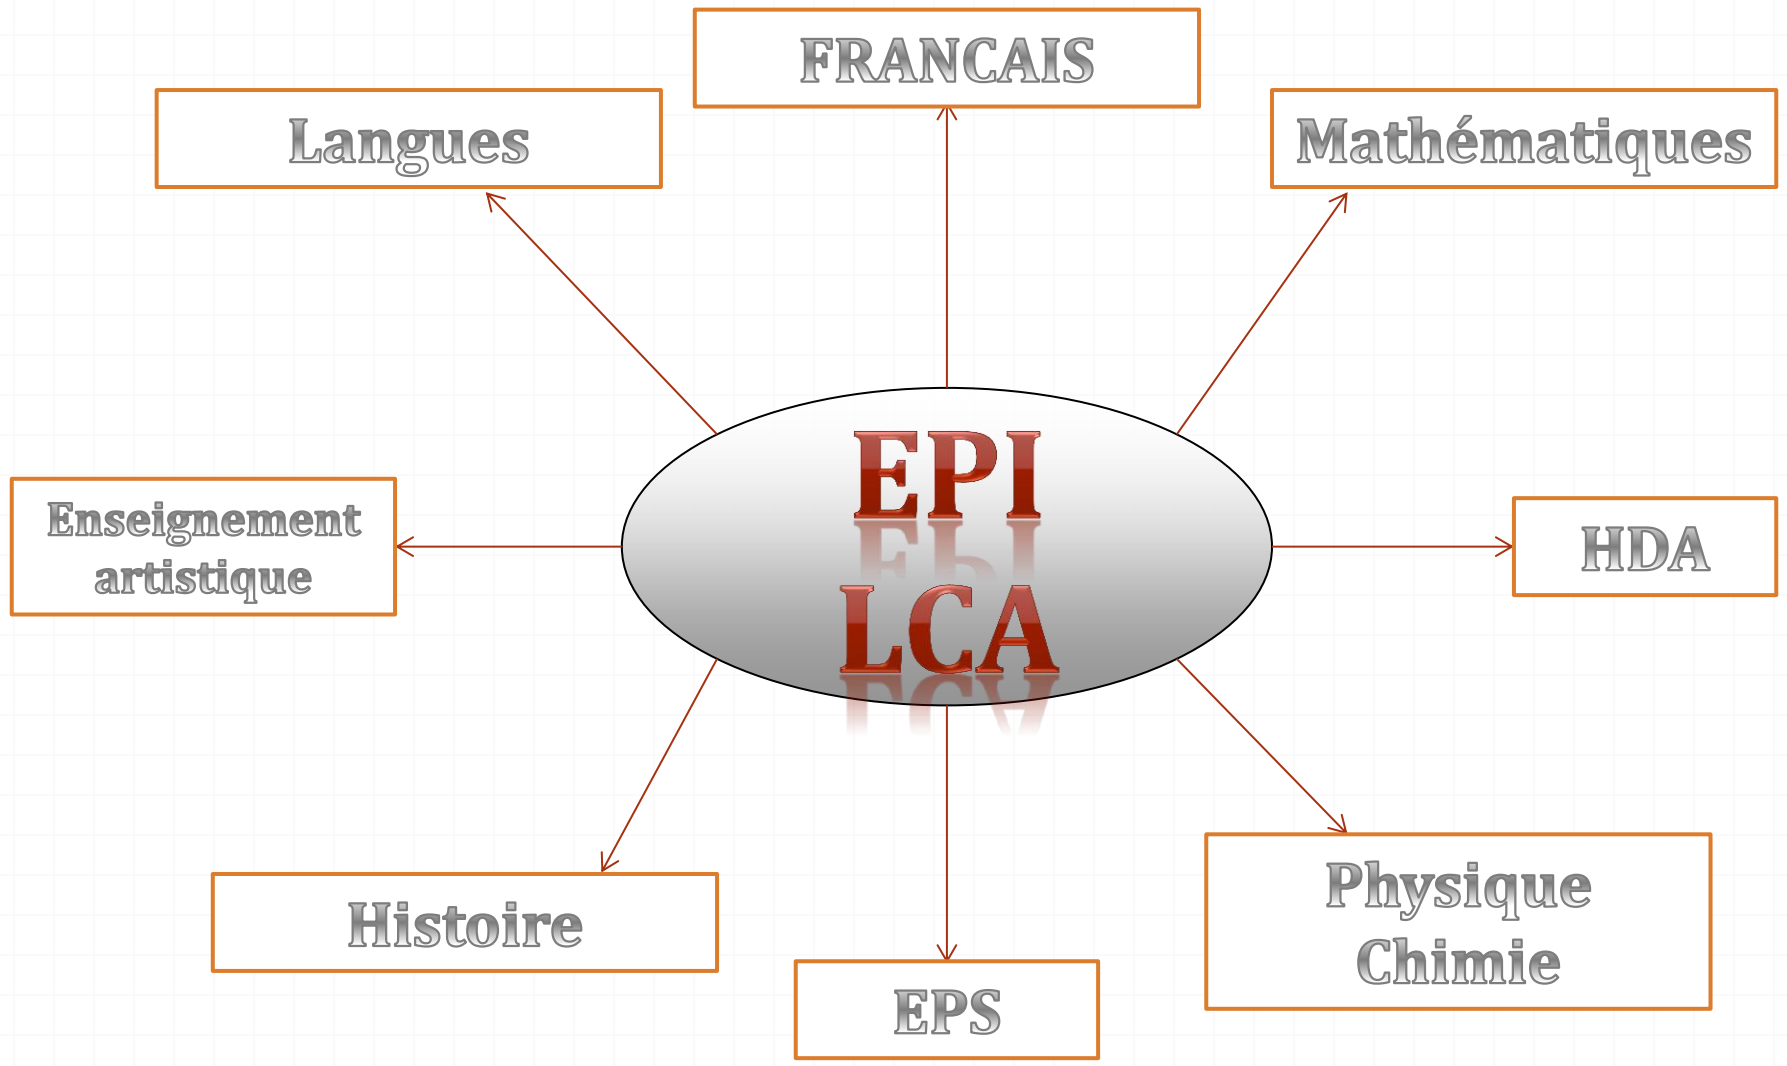 FRANCAIS
Langues
Mathématiques
EPI
LCA
Enseignement
artistique
HDA
Histoire
Physique
Chimie
EPS